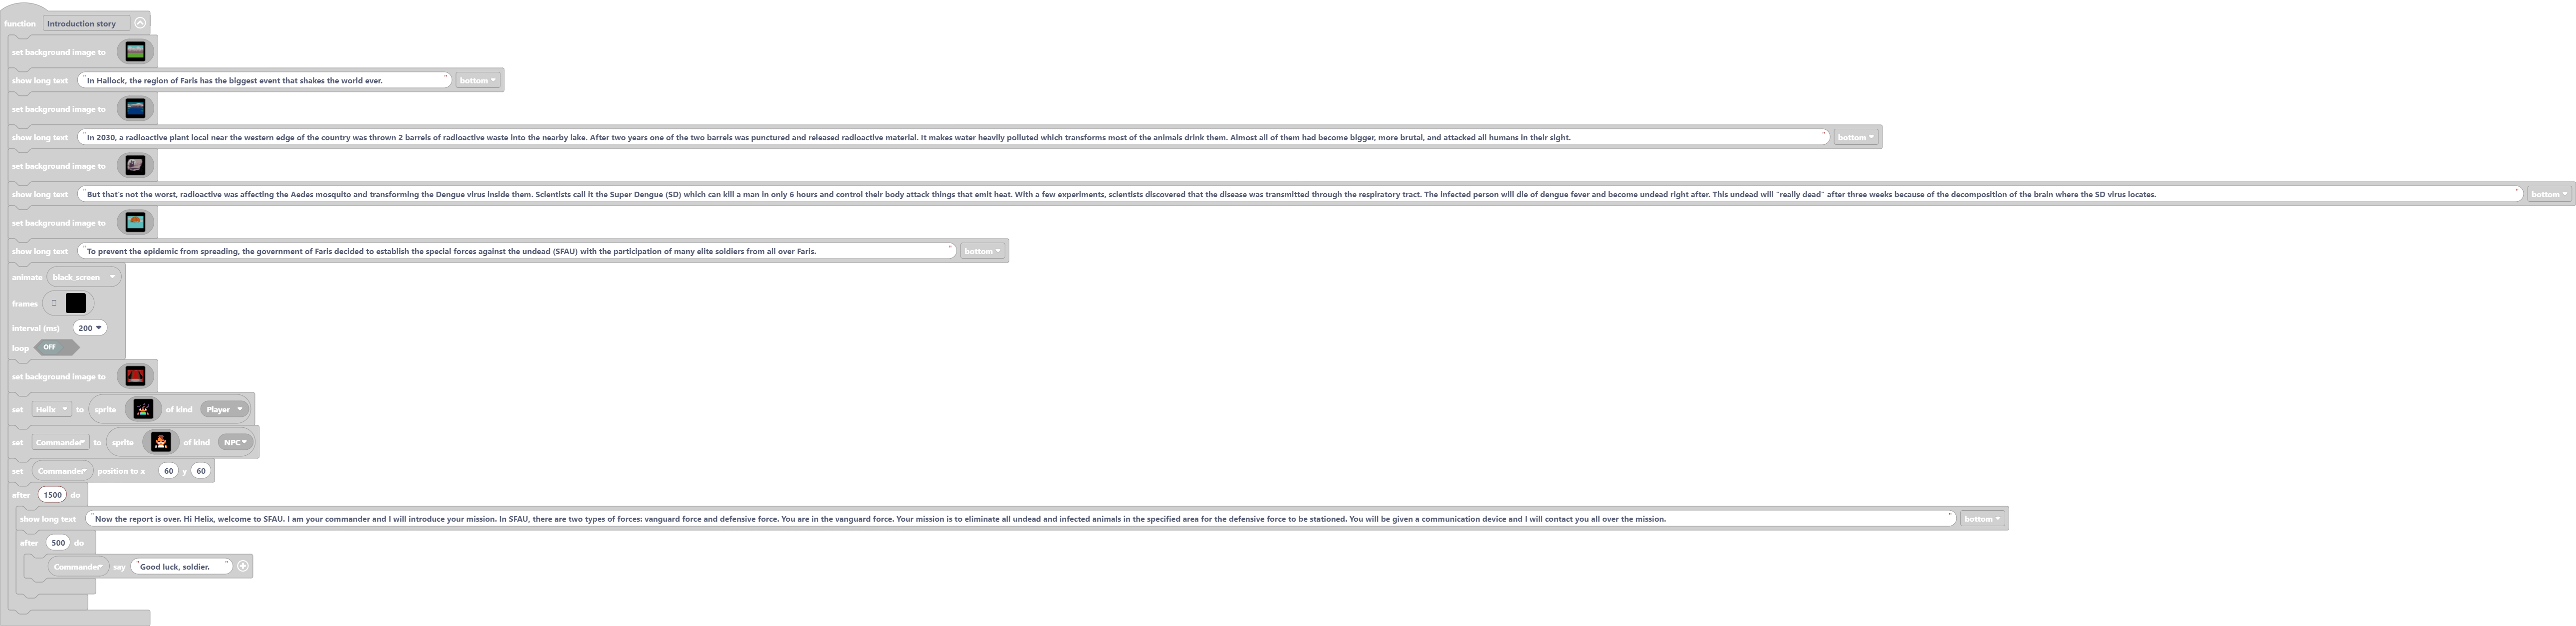 function Introduction story
set background image to
show long text "In Hallock, the region of Faris has the biggest event that shakes the world ever." bottom
set background image to
show long text "In 2030, a radioactive plant local near the western edge of the country was thrown 2 barrels of radioactive waste into the nearby lake. After two years one of the two barrels was punctured and released radioactive material. It makes water heavily polluted which transforms most of the animals drink them. Almost all of them had become bigger, more brutal, and attacked all humans in their sight." bottom
set background image to
show long text "But that's not the worst, radioactive was affecting the Aedes mosquito and transforming the Dengue virus inside them. Scientists call it the Super Dengue (SD) which can kill a man in only 6 hours and control their body attack things that emit heat. With a few experiments, scientists discovered that the disease was transmitted through the respiratory tract. The infected person will die of dengue fever and become undead right after. This undead will "really dead" after three weeks because of the decomposition of the brain where the SD virus locates." bottom
set background image to
show long text "To prevent the epidemic from spreading, the government of Faris decided to establish the special forces against the undead (SFAU) with the participation of many elite soldiers from all over Faris." bottom
animate black_screen
frames
interval (ms) 200
loop OFF
set background image to
set Helix to sprite of kind Player
set Commander to sprite of kind NPC
set Commander position to x 60 y 60
after 1500 do
show long text "Now the report is over. Hi Helix, welcome to SFAU. I am your commander and I will introduce your mission. In SFAU, there are two types of forces: vanguard force and defensive force. You are in the vanguard force. Your mission is to eliminate all undead and infected animals in the specified area for the defensive force to be stationed. You will be given a communication device and I will contact you all over the mission." bottom
after 500 do
Commander say "Good luck, soldier."